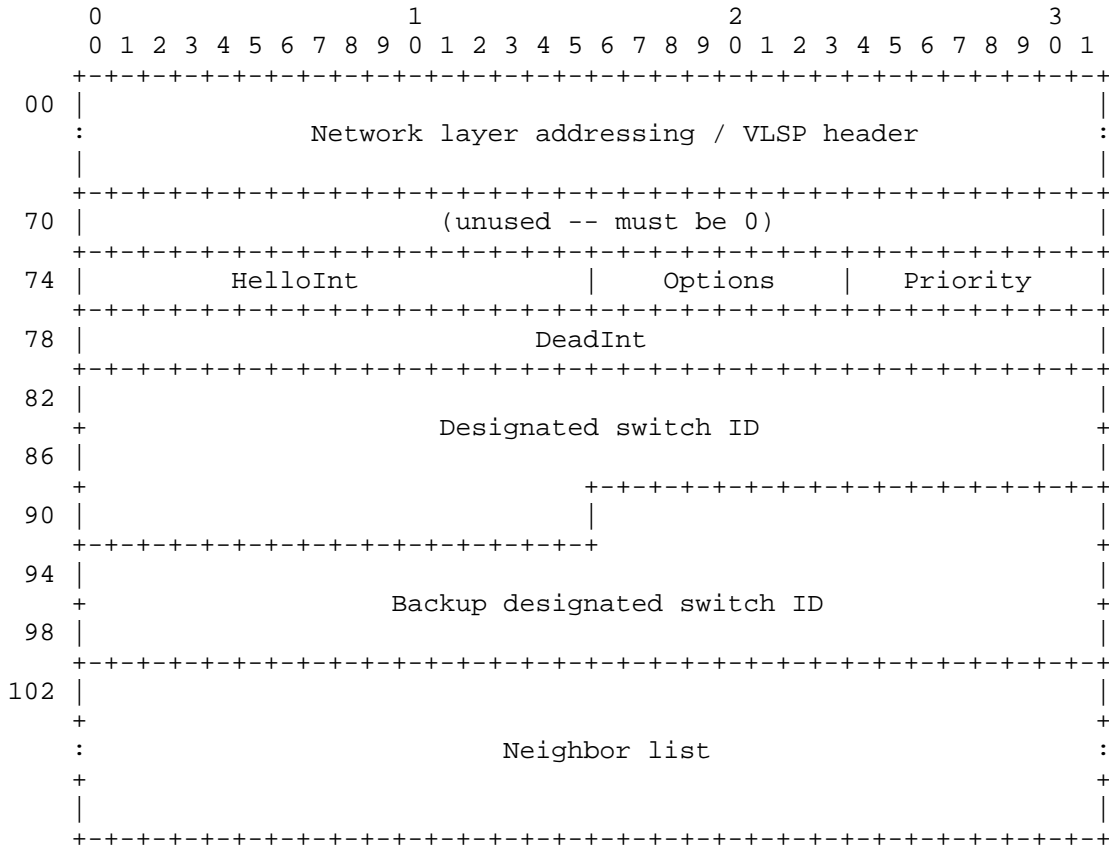 0                   1                   2                   3
 0 1 2 3 4 5 6 7 8 9 0 1 2 3 4 5 6 7 8 9 0 1 2 3 4 5 6 7 8 9 0 1
+-+-+-+-+-+-+-+-+-+-+-+-+-+-+-+-+-+-+-+-+-+-+-+-+-+-+-+-+-+-+-+-+
00 |                                                               |
: Network layer addressing / VLSP header :
|                                                               |
+-+-+-+-+-+-+-+-+-+-+-+-+-+-+-+-+-+-+-+-+-+-+-+-+-+-+-+-+-+-+-+-+
70 | (unused -- must be 0) |
+-+-+-+-+-+-+-+-+-+-+-+-+-+-+-+-+-+-+-+-+-+-+-+-+-+-+-+-+-+-+-+-+
74 | HelloInt | Options | Priority |
+-+-+-+-+-+-+-+-+-+-+-+-+-+-+-+-+-+-+-+-+-+-+-+-+-+-+-+-+-+-+-+-+
78 | DeadInt |
+-+-+-+-+-+-+-+-+-+-+-+-+-+-+-+-+-+-+-+-+-+-+-+-+-+-+-+-+-+-+-+-+
82 |                                                               |
+ Designated switch ID +
86 |                                                               |
+                               +-+-+-+-+-+-+-+-+-+-+-+-+-+-+-+-+
90 |                               |                               |
+-+-+-+-+-+-+-+-+-+-+-+-+-+-+-+-+                               +
94 |                                                               |
+ Backup designated switch ID +
98 |                                                               |
+-+-+-+-+-+-+-+-+-+-+-+-+-+-+-+-+-+-+-+-+-+-+-+-+-+-+-+-+-+-+-+-+
102 |                                                               |
+                                                               +
: Neighbor list :
+                                                               +
|                                                               |
+-+-+-+-+-+-+-+-+-+-+-+-+-+-+-+-+-+-+-+-+-+-+-+-+-+-+-+-+-+-+-+-+